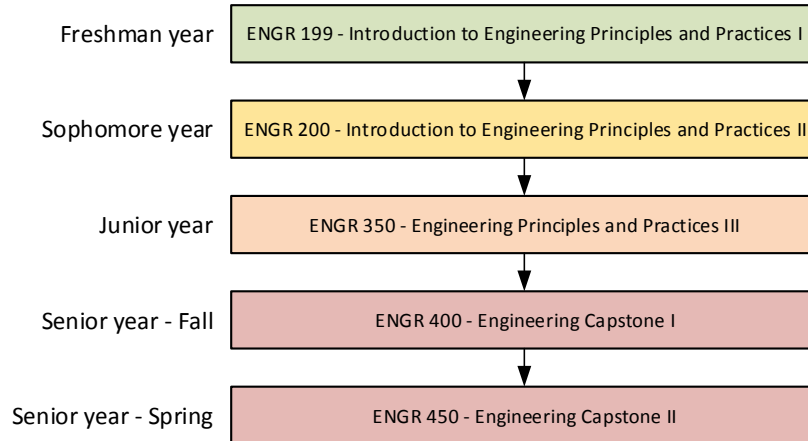 Freshman year
ENGR 199 - Introduction to Engineering Principles and Practices I
Sophomore year
ENGR 200 - Introduction to Engineering Principles and Practices II
Junior year
ENGR 350 - Engineering Principles and Practices III
Senior year - Fall
ENGR 400 - Engineering Capstone I
Senior year - Spring
ENGR 450 - Engineering Capstone II